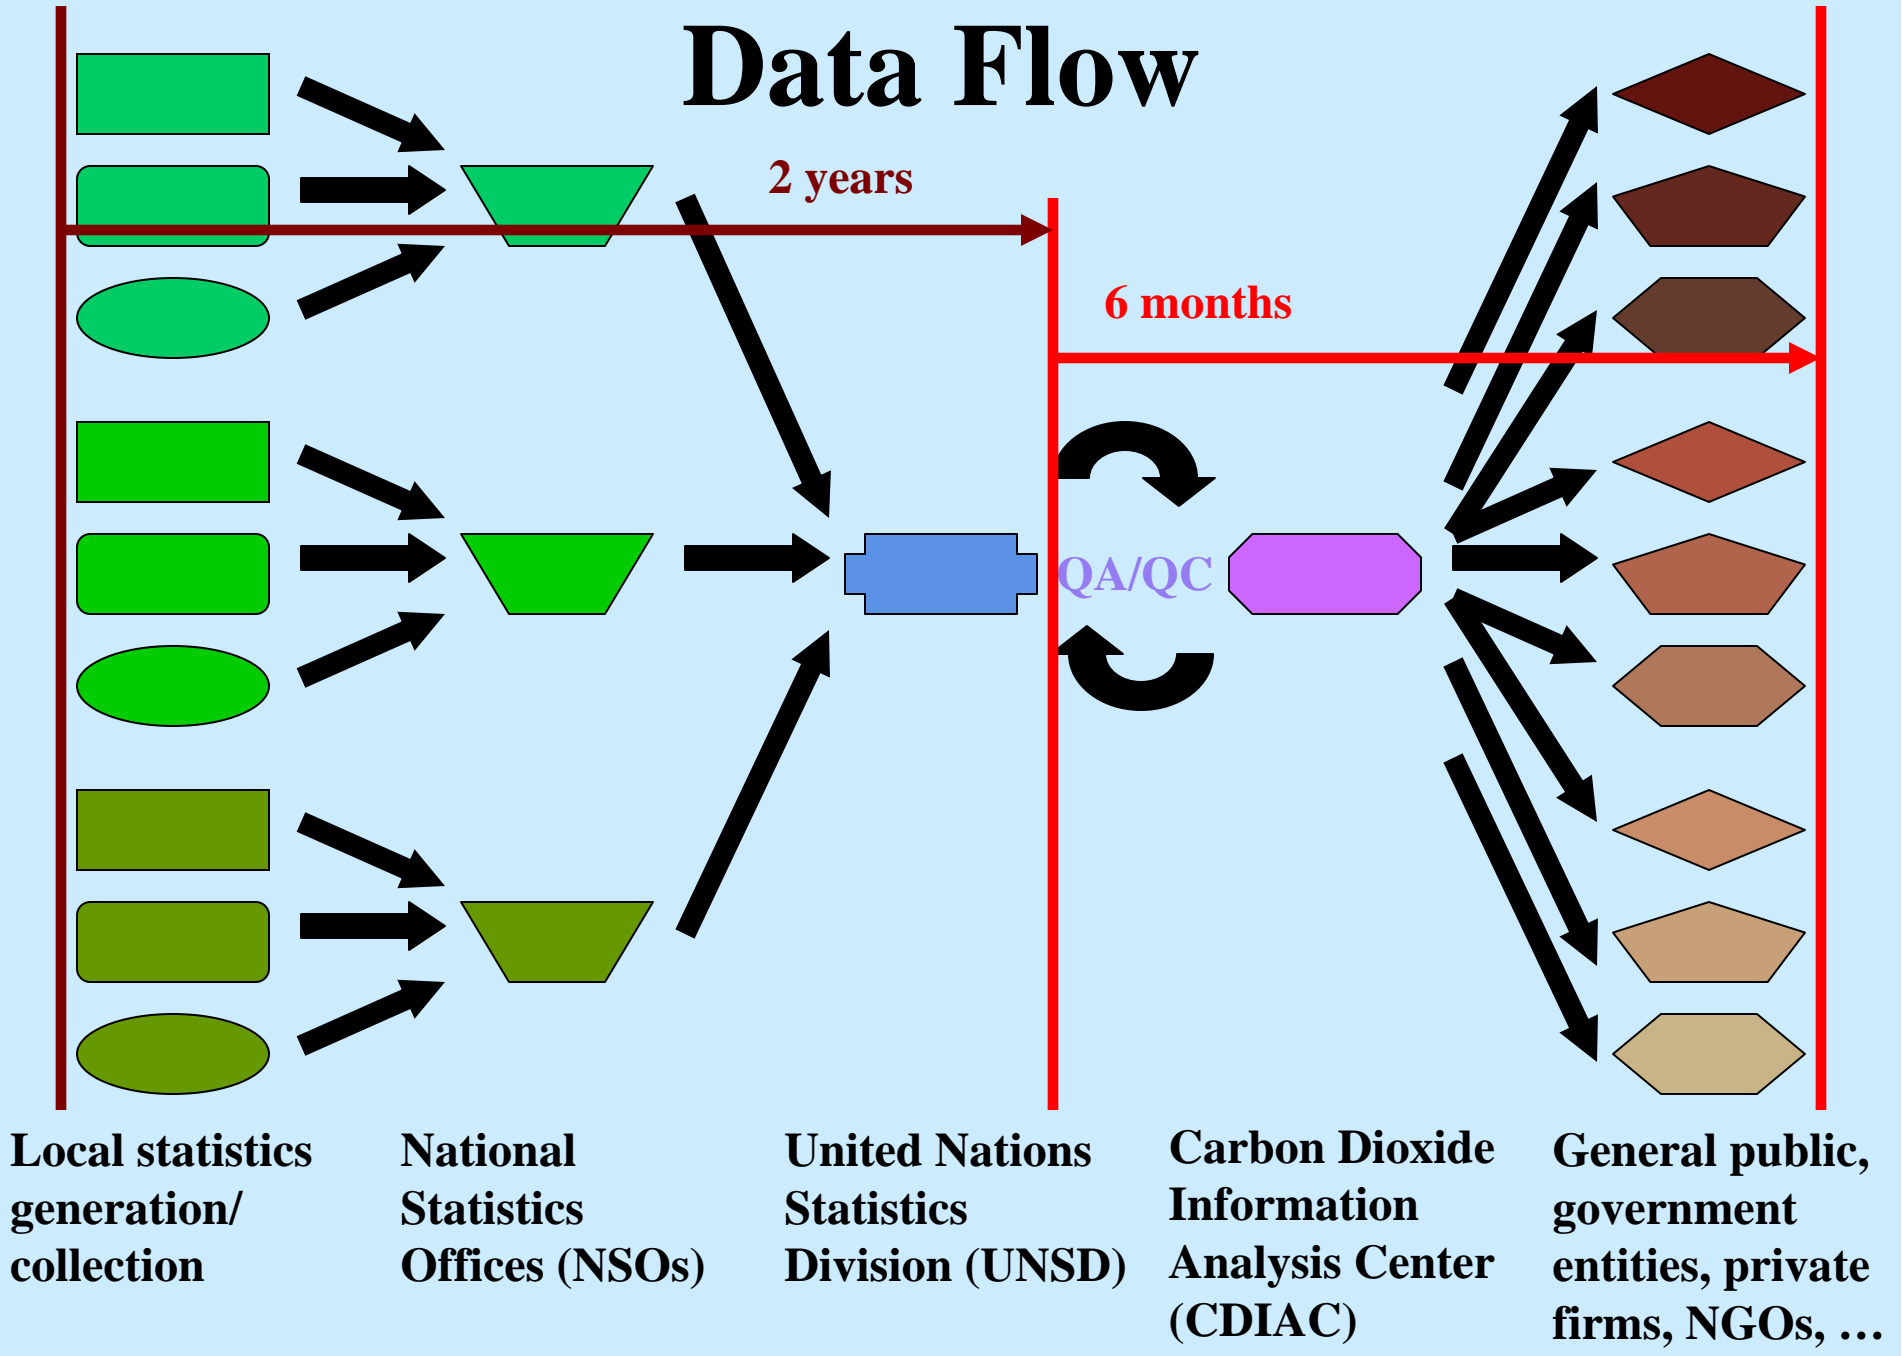 Data Flow
2 years
6 months
QA/QC
Local statistics
generation/
collection
National
Statistics
Offices (NSOs)
United Nations
Statistics
Division (UNSD)
Carbon Dioxide
Information
Analysis Center
(CDIAC)
General public,
government
entities, private
firms, NGOs, …